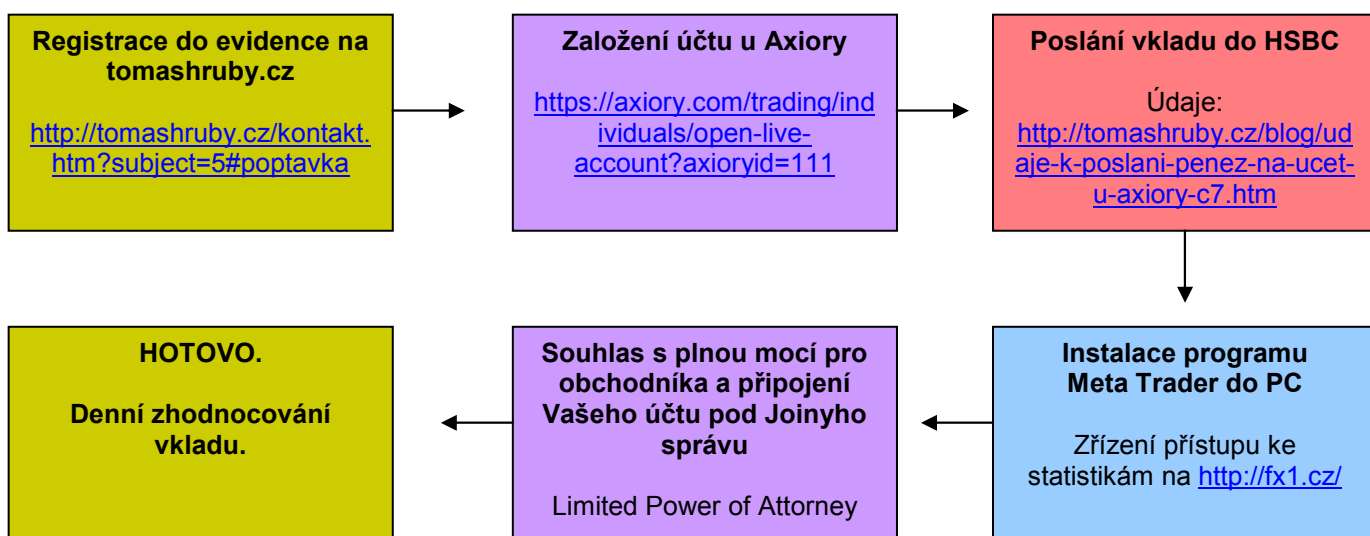 Registrace do evidence na
tomashruby.cz
http://tomashruby.cz/kontakt.
htm?subject=5#poptavka
Založení účtu u Axiory
https://axiory.com/trading/ind
ividuals/open-live-
account?axioryid=111
Poslání vkladu do HSBC
Údaje:
http://tomashruby.cz/blog/ud
aje-k-poslani-penez-na-ucet-
u-axiory-c7.htm
Instalace programu
Meta Trader do PC
Zřízení přístupu ke
statistikám na http://fx1.cz/
Souhlas s plnou mocí pro
obchodníka a připojení
Vašeho účtu pod Joinyho
správu
Limited Power of Attorney
HOTOVO.
Denní zhodnocování
vkladu.